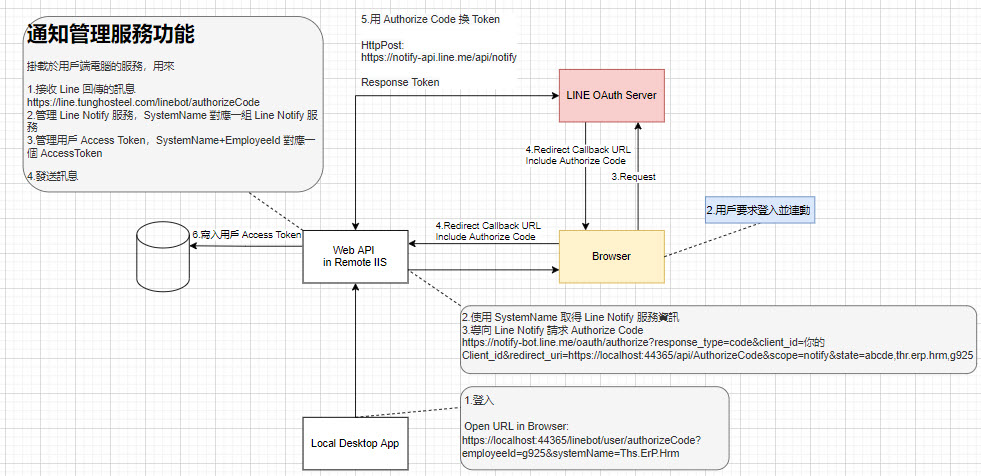 通知管理服務功能
掛載於用戶端電腦的服務，用來
1.接收 Line 回傳的訊息
https://line.tunghosteel.com/linebot/authorizeCode
2.管理 Line Notify 服務，SystemName 對應一組 Line Notify 服
務
3.管理用戶 Access Token，SystemName+EmployeeId 對應一
個 AccessToken
4.發送訊息
5.用 Authorize Code 換 Token
HttpPost:
https://notify-api.line.me/api/notify
Response Token
LINE OAuth Server
4.Redirect Callback URL
Include Authorize Code
3.Request
2.用戶要求登入並連動
6.寫入用戶 Access Token
Web API
in Remote IIS
4.Redirect Callback URL
Include Authorize Code
Browser
2.使用 SystemName 取得 Line Notify 服務資訊
3.導向 Line Notify 請求 Authorize Code
https://notify-bot.line.me/oauth/authorize?response_type=code&client_id=你的
Client_id&redirect_uri=https://localhost:44365/api/AuthorizeCode&scope=notify&state=abcde,thr.erp.hrm,g925
1.登入
Open URL in Browser:
https://localhost:44365/linebot/user/authorizeCode?
employeeId=g925&systemName=Ths.ErP.Hrm
Local Desktop App